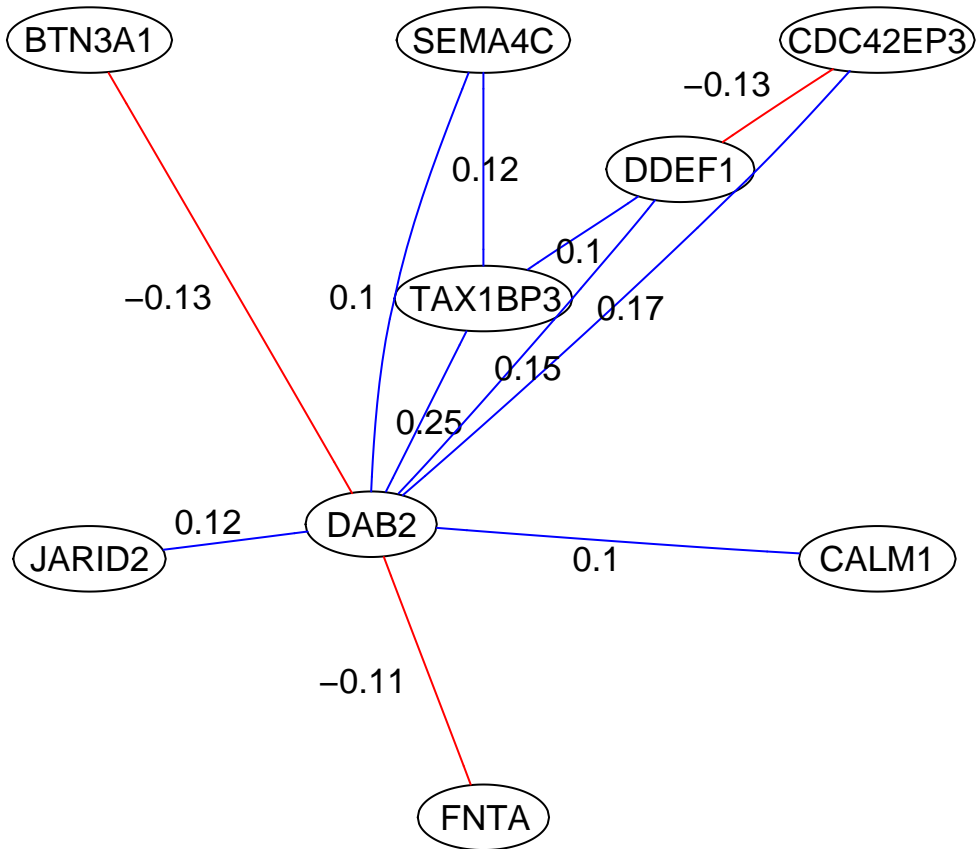 BTN3A1
SEMA4C
CDC42EP3
−0.13
DDEF1
0.12
0.1
−0.13
0.1
TAX1BP3
0.17
0.15
0.25
0.12
DAB2
JARID2
0.1
CALM1
−0.11
FNTA